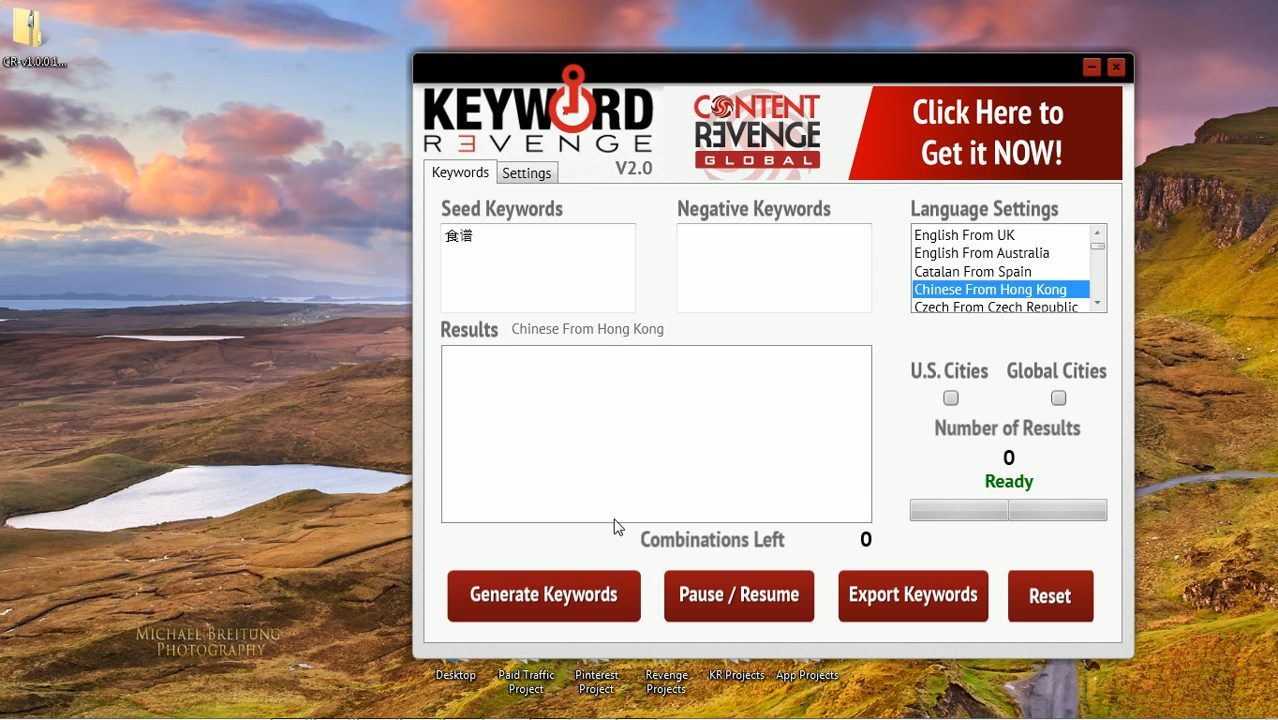 CR-v1.0.0.1...
KEYWORD
REVENGE
V2.0
CONTENT
REVENGE
GLOBAL
Click Here to
Get it NOW!
Keywords
Settings
Seed Keywords
Negative Keywords
Language Settings
食谱
English From UK
English From Australia
Catalan From Spain
Chinese From Hong Kong
Czech From Czech Republic
Results
Chinese From Hong Kong
U.S. Cities
Global Cities
Number of Results
0
Ready
Combinations Left
0
Generate Keywords
Pause / Resume
Export Keywords
Reset
MICHAEL BREITUNG
PHOTOGRAPHY
Desktop
Paid Traffic
Project
Pinterest
Project
Revenge
Projects
KR Projects
App Projects